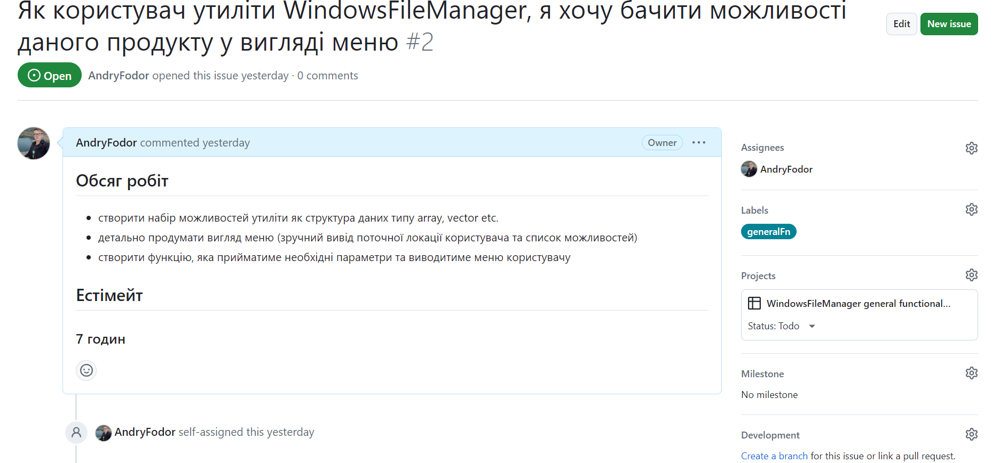 Як користувач утиліти WindowsFileManager, я хочу бачити можливості
даного продукту у вигляді меню #2
Edit
New issue
Open
AndryFodor opened this issue yesterday · 0 comments
AndryFodor commented yesterday
Owner
Обсяг робіт
створити набір можливостей утиліти як структура даних типу array, vector etc.
детально продумати вигляд меню (зручний вивід поточної локації користувача та список можливостей)
створити функцію, яка прийматиме необхідні параметри та виводитиме меню користувачу
Естімейт
7 годин
AndryFodor self-assigned this yesterday
Assignees
AndryFodor
Labels
generalFn
Projects
WindowsFileManager general functional...
Status: Todo
Milestone
No milestone
Development
Create a branch for this issue or link a pull request.